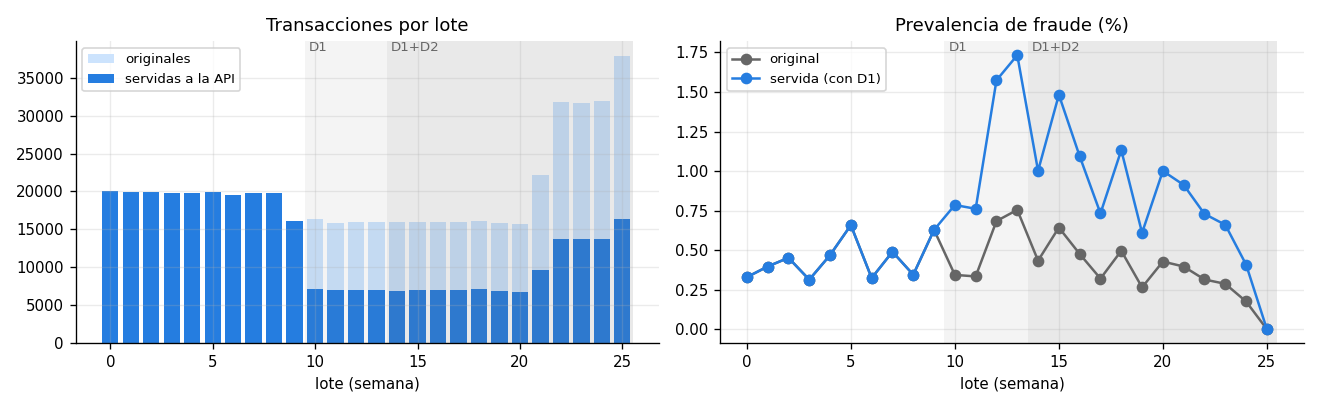 Transacciones por lote
originales
servidas a la API
D1
D1+D2
35000
30000
25000
20000
15000
10000
5000
0
0
5
10
15
20
25
lote (semana)
Prevalencia de fraude (%)
original
servida (con D1)
D1
D1+D2
1.75
1.50
1.25
1.00
0.75
0.50
0.25
0.00
0
5
10
15
20
25
lote (semana)